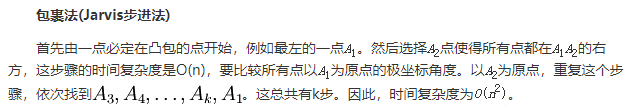 包裹法(Jarvis步进法)
首先由一点必定在凸包的点开始，例如最左的一点A₁。然后选择A₂点使得所有点都在A₁A₂的右
方，这步骤的时间复杂度是O(n)，要比较所有点以A₁为原点的极坐标角度。以A₂为原点，重复这个步
骤，依次找到A₃, A₄, . . . , Aₖ, A₁。这总共有k步。因此，时间复杂度为O(n²)。